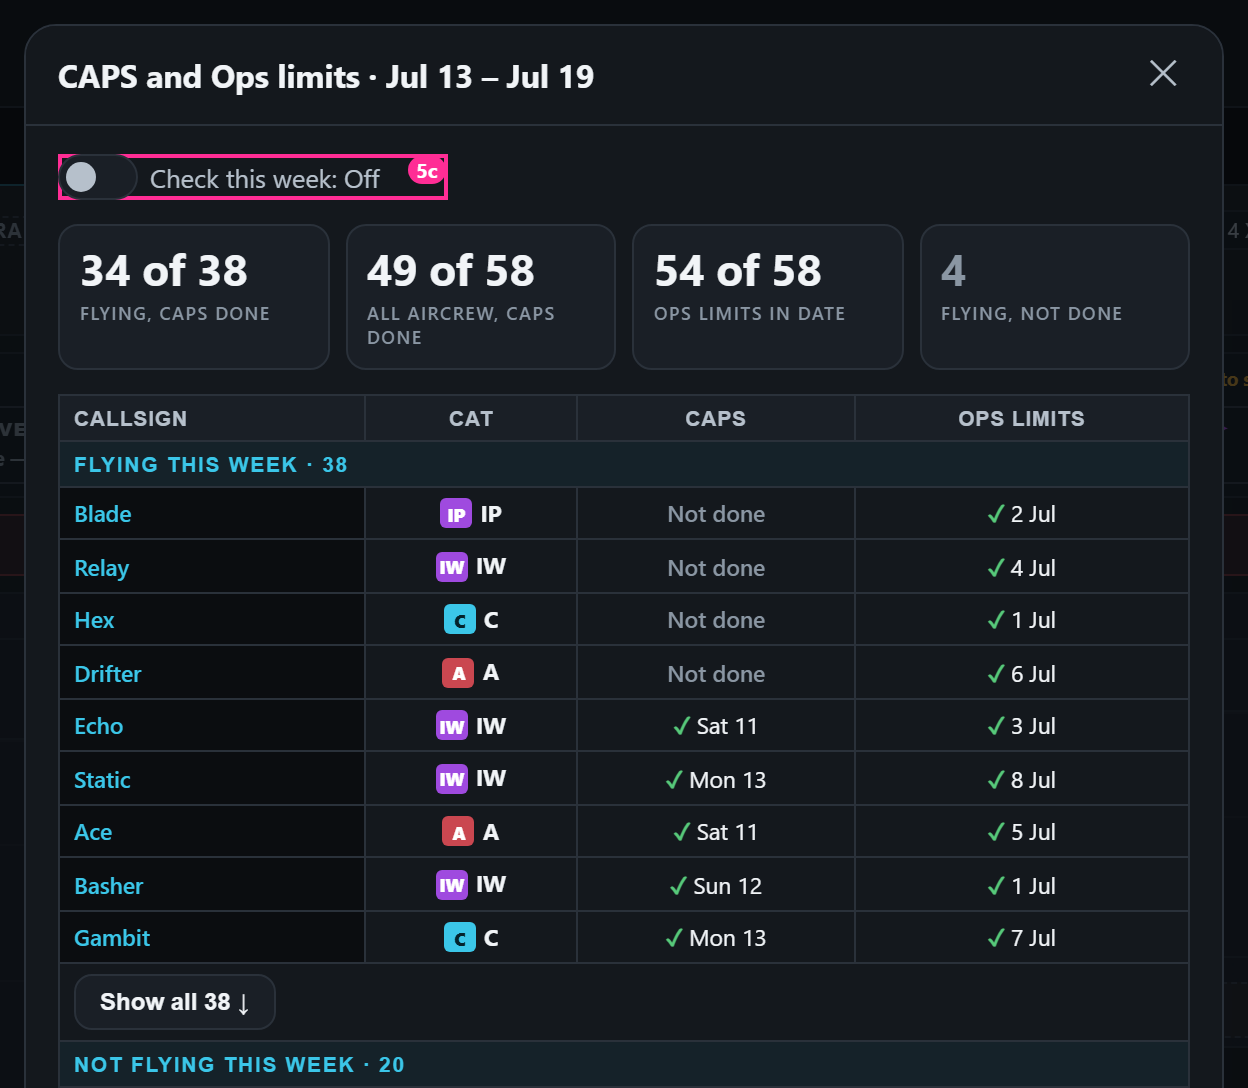 CAPS and Ops limits · Jul 13 – Jul 19
Check this week: Off
5c
34 of 38
FLYING, CAPS DONE
49 of 58
ALL AIRCREW, CAPS
DONE
54 of 58
OPS LIMITS IN DATE
4
FLYING, NOT DONE
CALLSIGN CAT CAPS OPS LIMITS
FLYING THIS WEEK · 38
Blade IP IP Not done ✓ 2 Jul
Relay IW IW Not done ✓ 4 Jul
Hex C C Not done ✓ 1 Jul
Drifter A A Not done ✓ 6 Jul
Echo IW IW ✓ Sat 11 ✓ 3 Jul
Static IW IW ✓ Mon 13 ✓ 8 Jul
Ace A A ✓ Sat 11 ✓ 5 Jul
Basher IW IW ✓ Sun 12 ✓ 1 Jul
Gambit C C ✓ Mon 13 ✓ 7 Jul
Show all 38 ↓
NOT FLYING THIS WEEK · 20